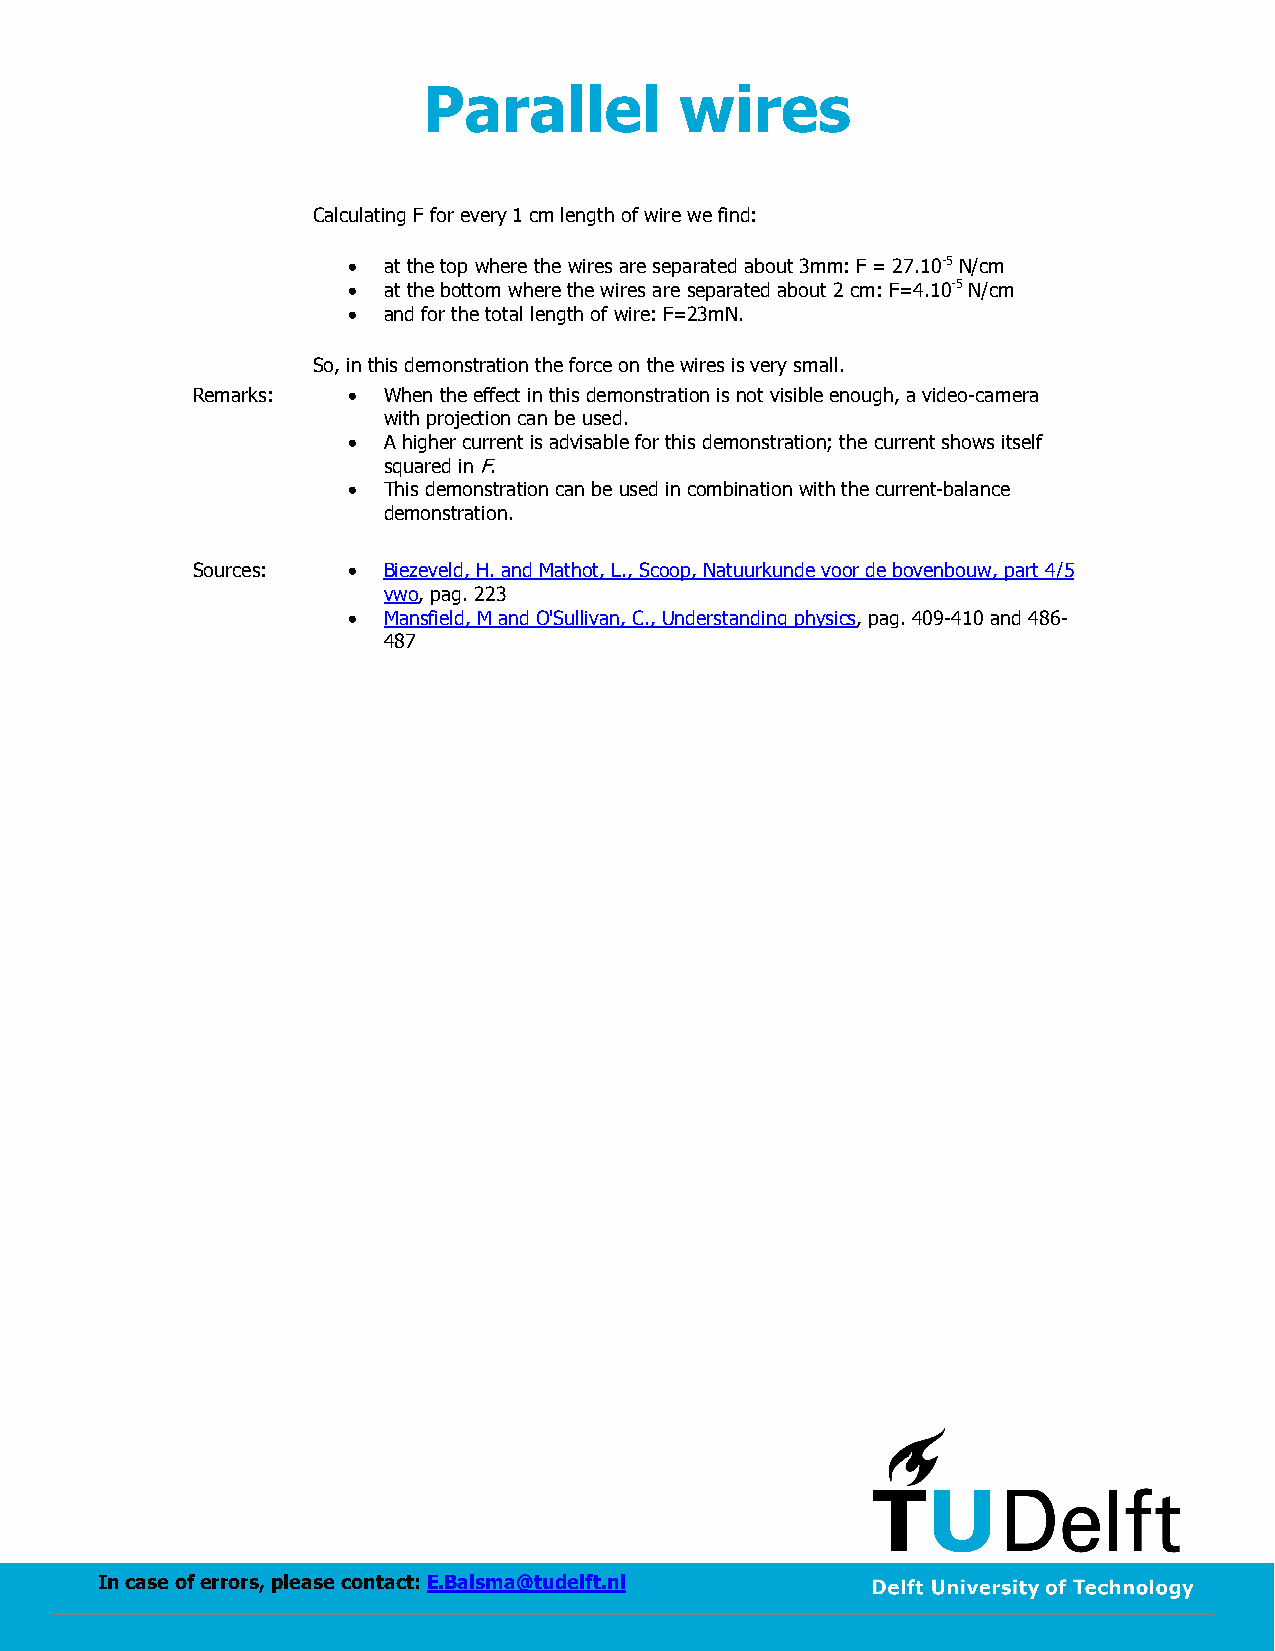 Parallel wires
Calculating F for every 1 cm length of wire we find:
• at the top where the wires are separated about 3mm: F = 27.10⁻⁵ N/cm
• at the bottom where the wires are separated about 2 cm: F=4.10⁻⁵ N/cm
• and for the total length of wire: F=23mN.
So, in this demonstration the force on the wires is very small.
Remarks: • When the effect in this demonstration is not visible enough, a video-camera
with projection can be used.
• A higher current is advisable for this demonstration; the current shows itself
squared in F.
• This demonstration can be used in combination with the current-balance
demonstration.
Sources: • Biezeveld, H. and Mathot, L., Scoop, Natuurkunde voor de bovenbouw, part 4/5
vwo, pag. 223
• Mansfield, M and O'Sullivan, C., Understanding physics, pag. 409-410 and 486-
487
TUDelft
In case of errors, please contact: E.Balsma@tudelft.nl
Delft University of Technology